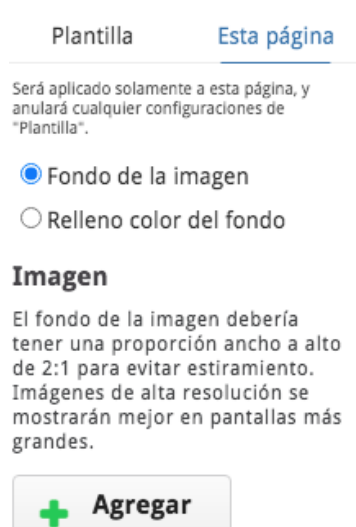 Plantilla Esta página
Será aplicado solamente a esta página, y
anulará cualquier configuraciones de
"Plantilla".
Fondo de la imagen
Relleno color del fondo
Imagen
El fondo de la imagen debería
tener una proporción ancho a alto
de 2:1 para evitar estiramiento.
Imágenes de alta resolución se
mostrarán mejor en pantallas más
grandes.
Agregar